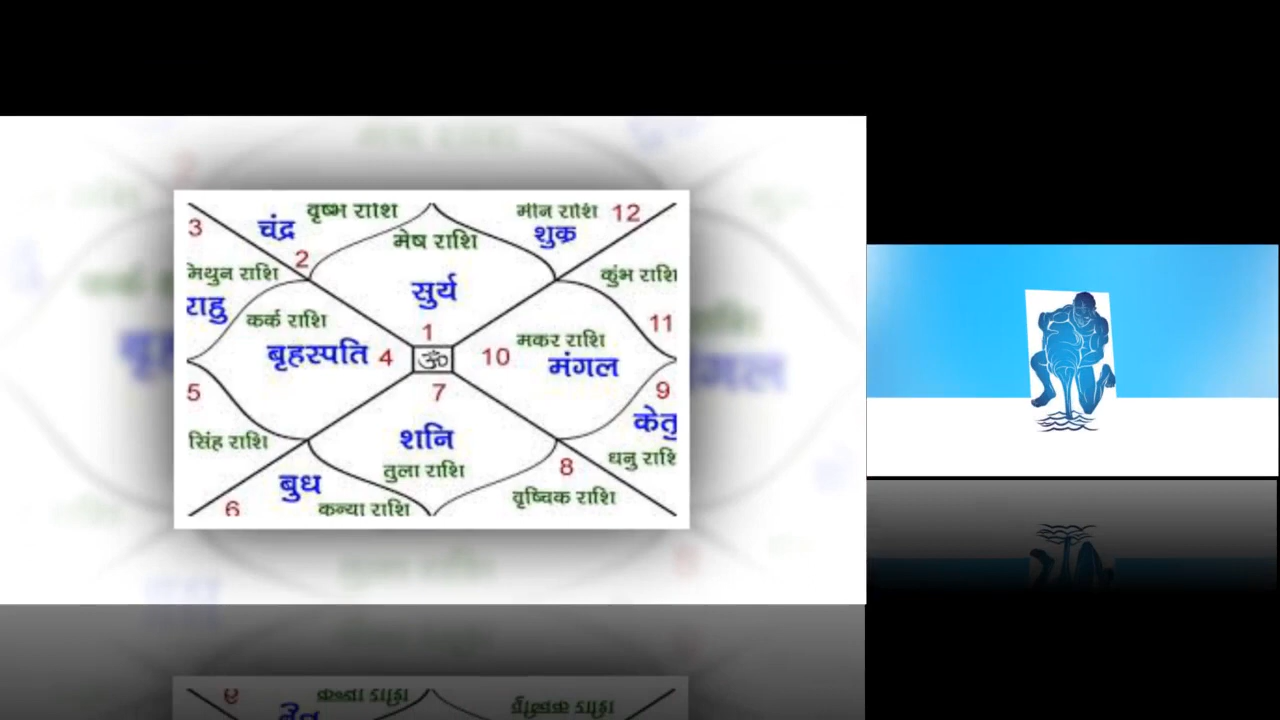 वृष्भ राशि
मीन राशि 12
3
चंद्र
शुक्र
मेष राशि
2
मिथुन राशि
कुंभ राशि
सुर्य
राहु
कर्क राशि
11
1
मकर राशि
बृहस्पति 4
ॐ
10
मंगल
5
7
9
केतु
सिंह राशि
शनि
धनु राशि
तुला राशि
8
बुध
वृष्चिक राशि
6
कन्या राशि